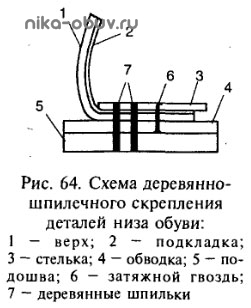 nika-obuv.ru
1
2
7
6
3
4
5
Рис. 64. Схема деревянно-
шпилечного скрепления
деталей низа обуви:
1 — верх; 2 — подкладка;
3 — стелька; 4 — обводка; 5 — по-
дошва; 6 — затяжной гвоздь;
7 — деревянные шпильки